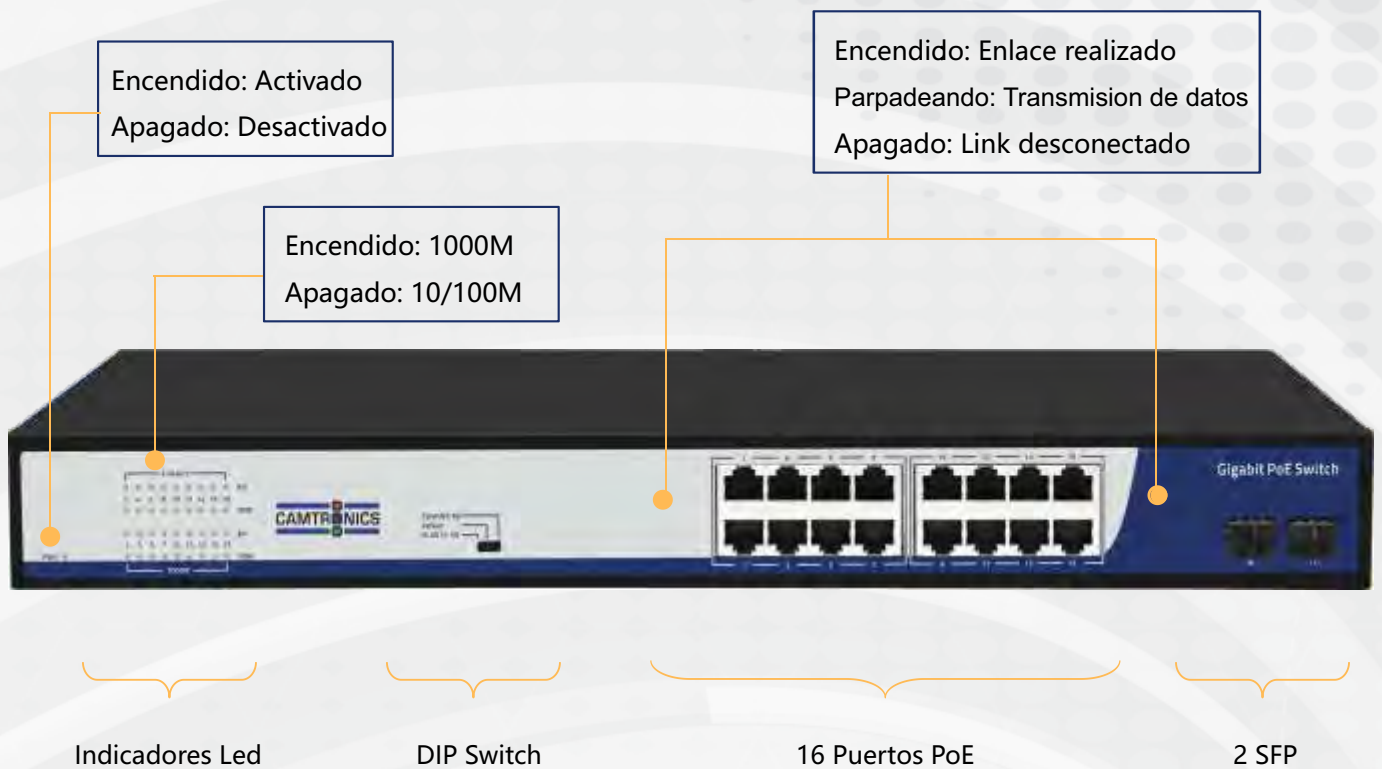 Encendido: Activado
Apagado: Desactivado
Encendido: Enlace realizado
Parpadeando: Transmision de datos
Apagado: Link desconectado
Encendido: 1000M
Apagado: 10/100M
Gigabit PoE Switch
CAMTRONICS
Indicadores Led
DIP Switch
16 Puertos PoE
2 SFP